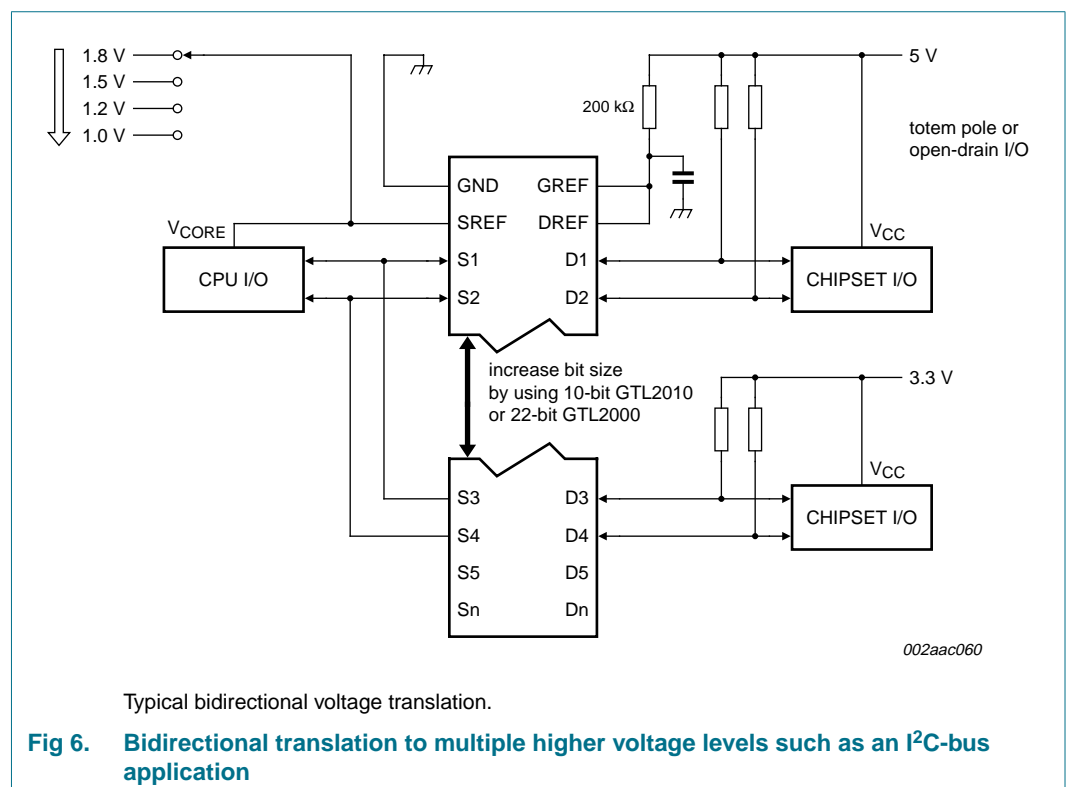 1.8 V
1.5 V
1.2 V
1.0 V
5 V
200 kΩ
totem pole or
open-drain I/O
GND
GREF
SREF
DREF
VCORE
VCC
S1
D1
CPU I/O
CHIPSET I/O
S2
D2
increase bit size
by using 10-bit GTL2010
or 22-bit GTL2000
3.3 V
VCC
S3
D3
CHIPSET I/O
S4
D4
S5
D5
Sn
Dn
002aac060
Typical bidirectional voltage translation.
Fig 6. Bidirectional translation to multiple higher voltage levels such as an I²C-bus
application